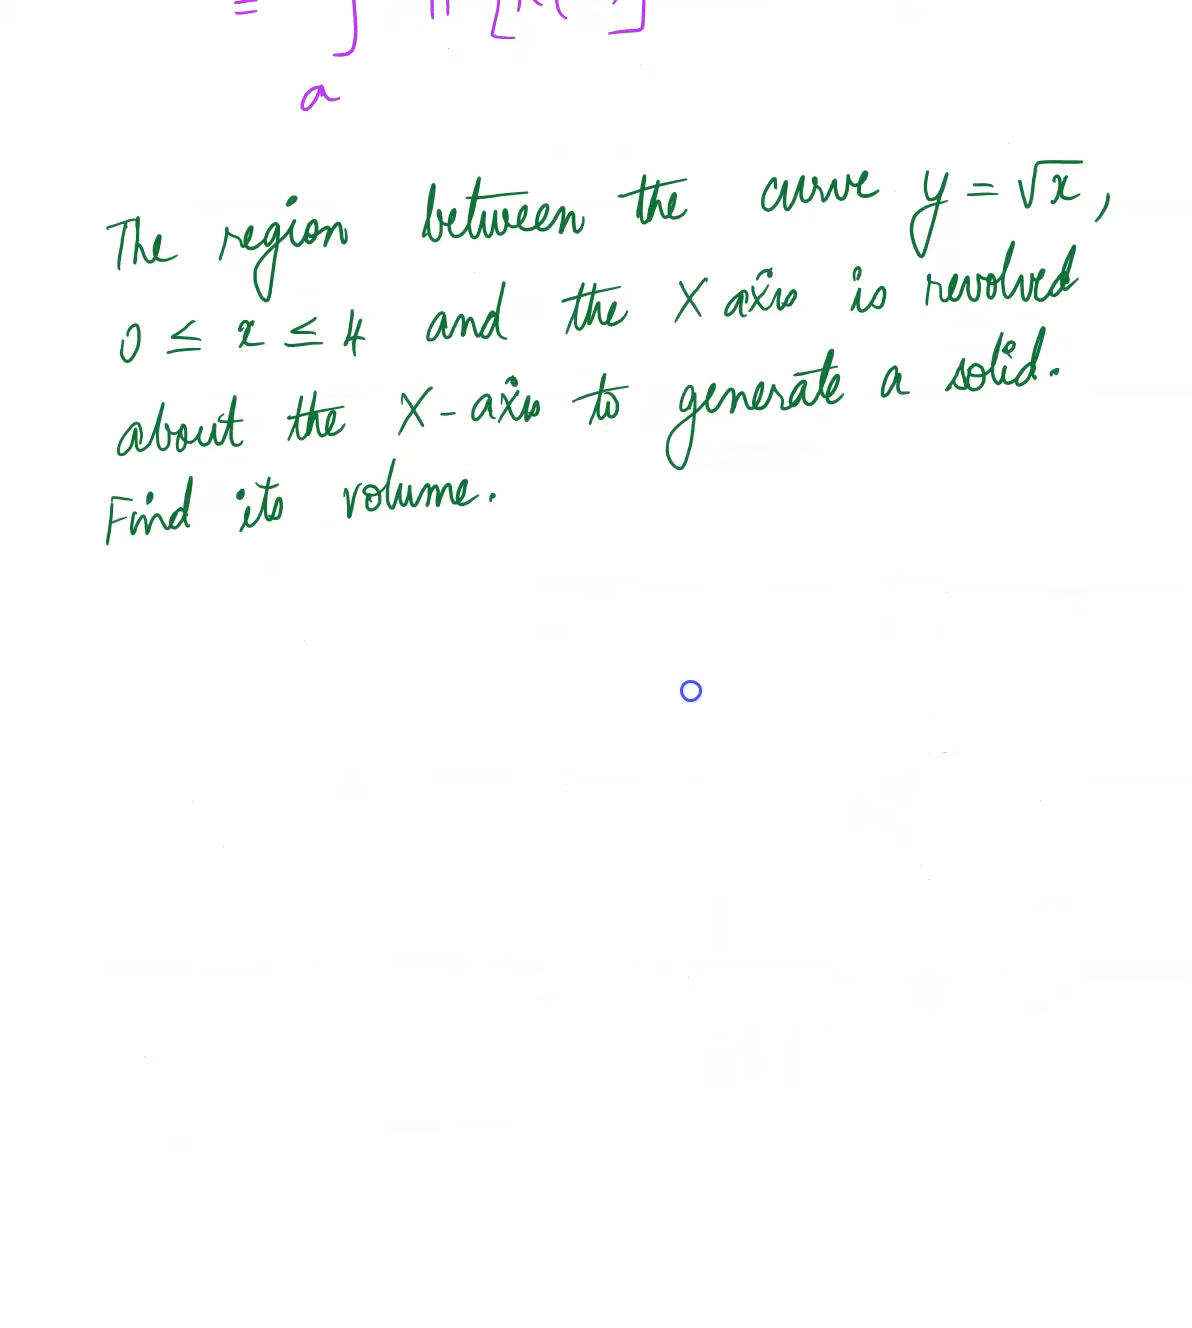 =
a
The region between the curve y = √x,
0 ≤ x ≤ 4 and the X axis is revolved
about the X-axis to generate a solid.
Find its volume.